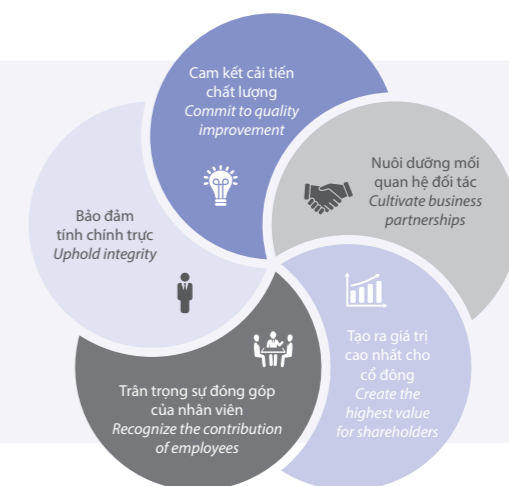 Cam kết cải tiến
chất lượng
Commit to quality
improvement
Nuôi dưỡng mối
quan hệ đối tác
Cultivate business
partnerships
Tạo ra giá trị
cao nhất cho
cổ đông
Create the
highest value
for shareholders
Trân trọng sự đóng góp
của nhân viên
Recognize the contribution
of employees
Bảo đảm
tính chính trực
Uphold integrity